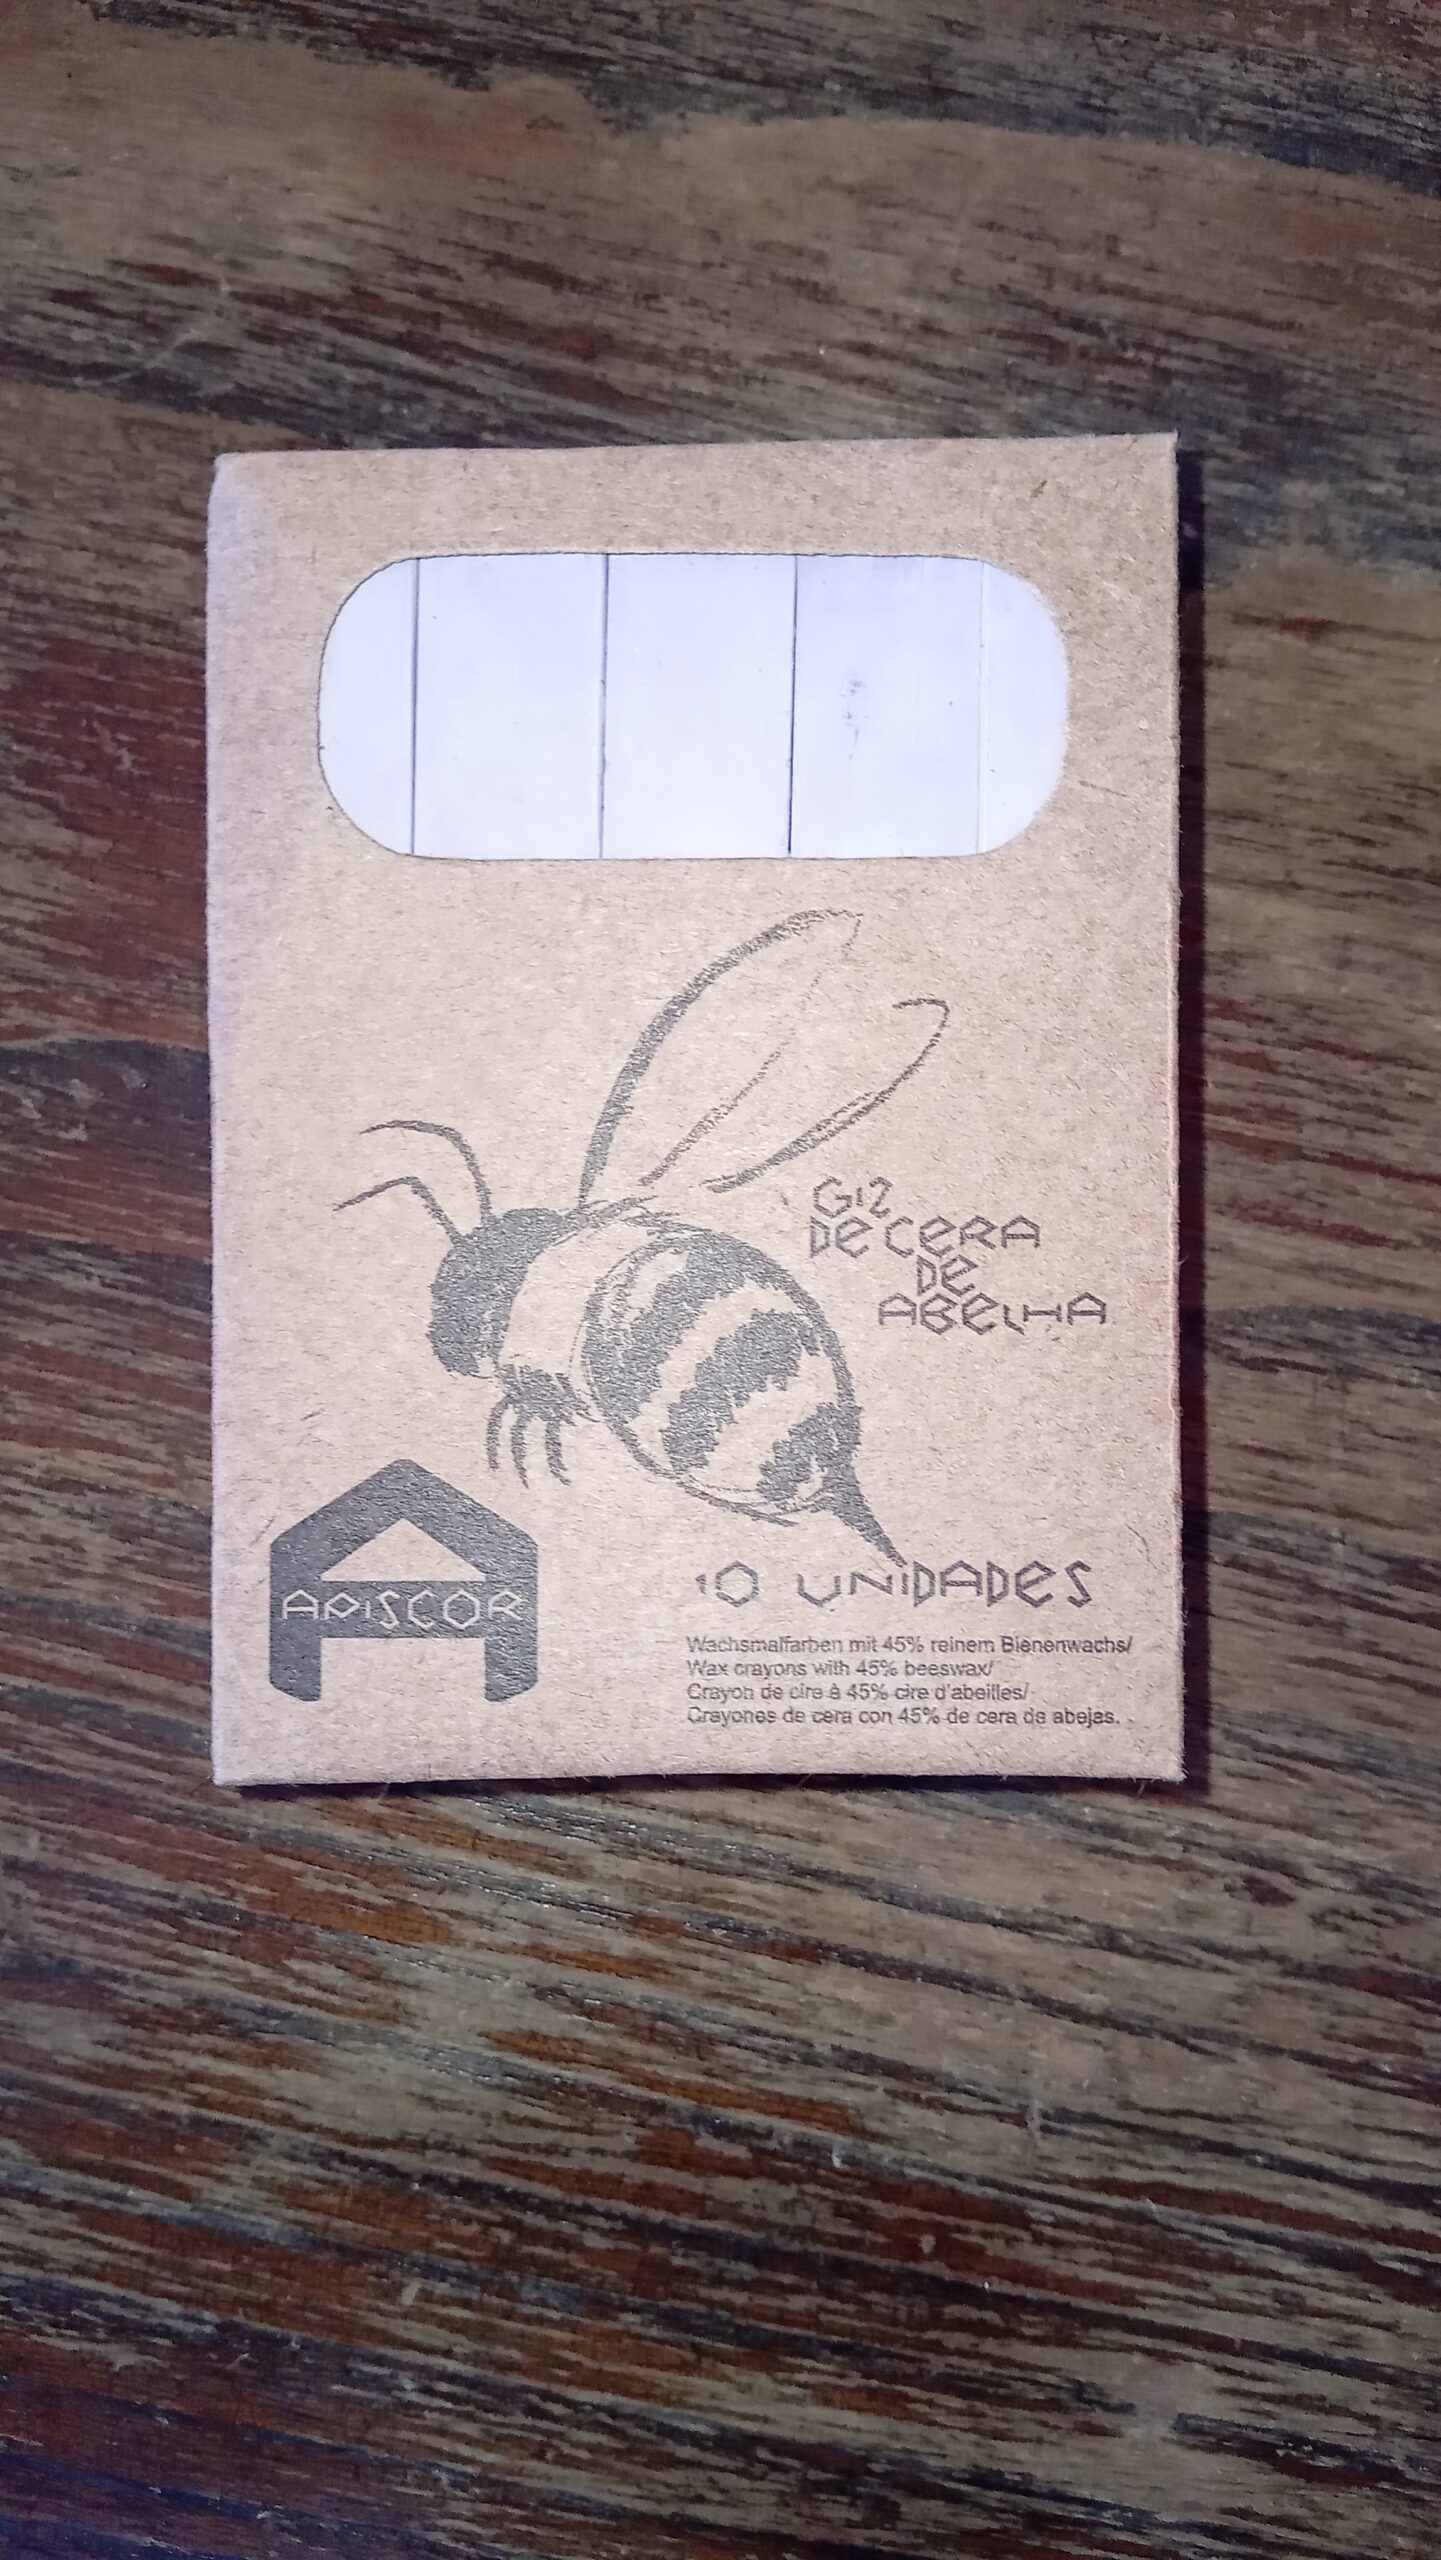 GIZ
DE CERA
DE
ABELHA
APISCOR
10 UNIDADES
Wachsmalfarben mit 45% reinem Bienenwachs/
Wax crayons with 45% beeswax/
Crayon de cire à 45% cire d'abeilles/
Crayones de cera con 45% de cera de abejas.